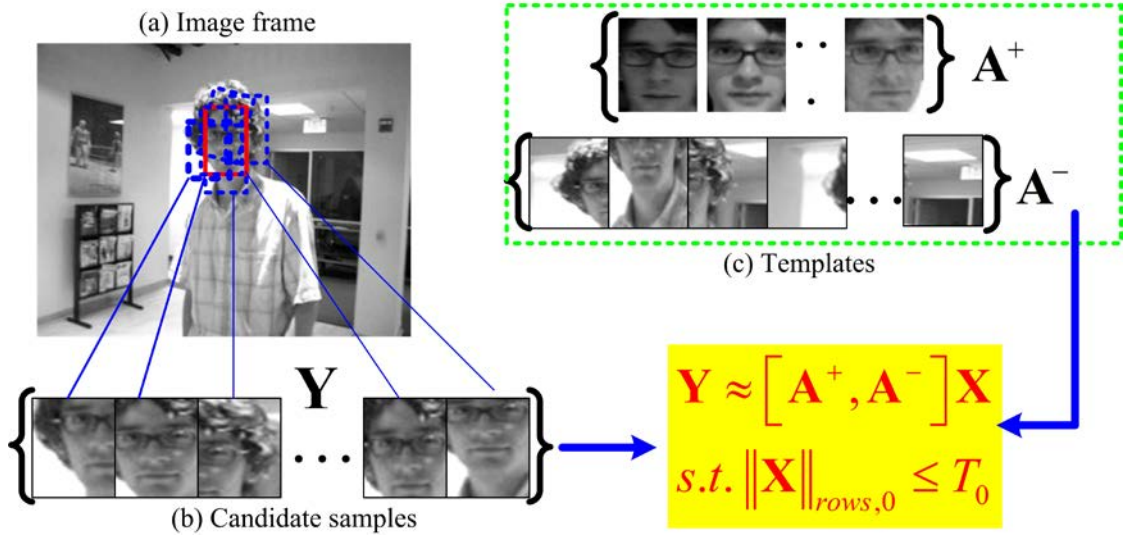 (a) Image frame
{ . . . } A⁺
{ . . . } A⁻
(c) Templates
Y
{ . . . }
(b) Candidate samples
Y ≈ [ A⁺, A⁻ ] X
s.t. ‖X‖rows,0 ≤ T₀